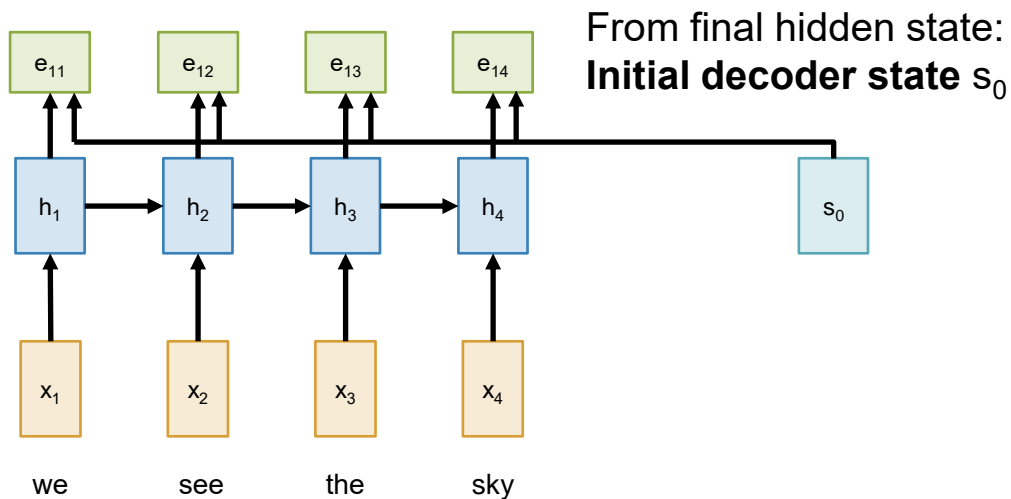 From final hidden state:
Initial decoder state s₀
e₁₁ e₁₂ e₁₃ e₁₄
h₁ h₂ h₃ h₄ s₀
x₁ x₂ x₃ x₄
we see the sky